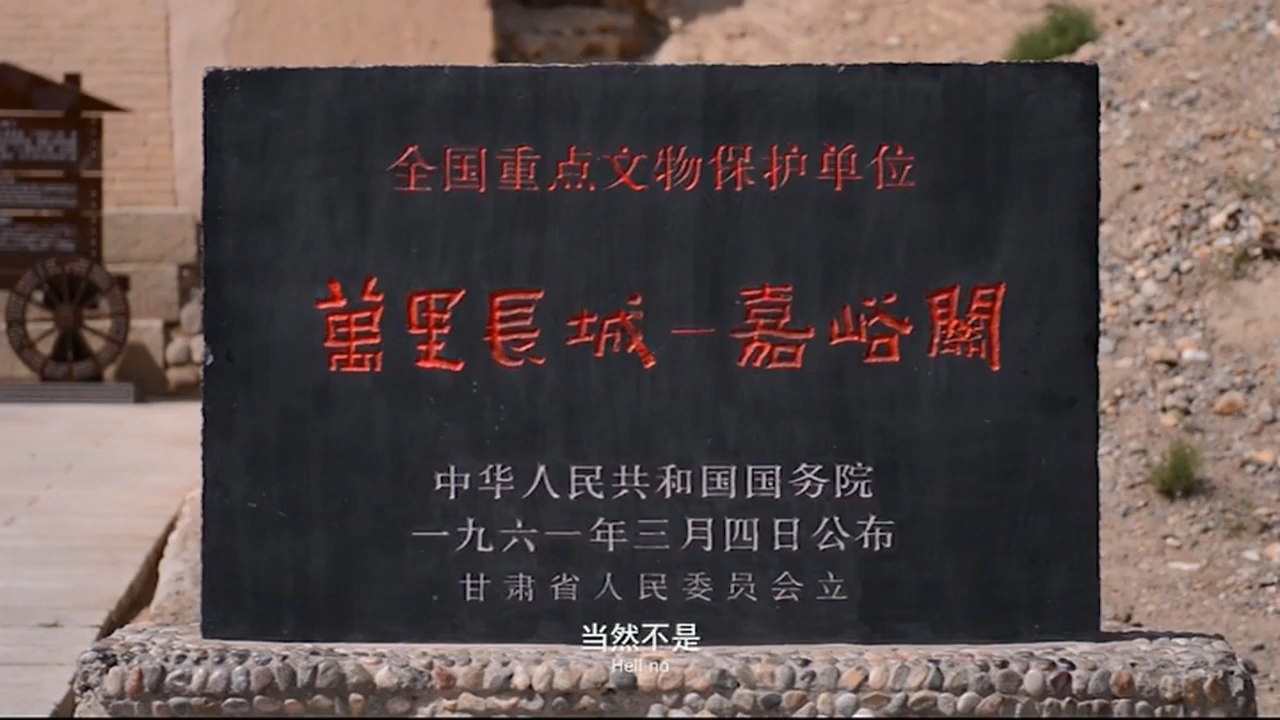 全国重点文物保护单位
萬里長城—嘉峪關
中华人民共和国国务院
一九六一年三月四日公布
甘肃省人民委员会立
当然不是
Hell no